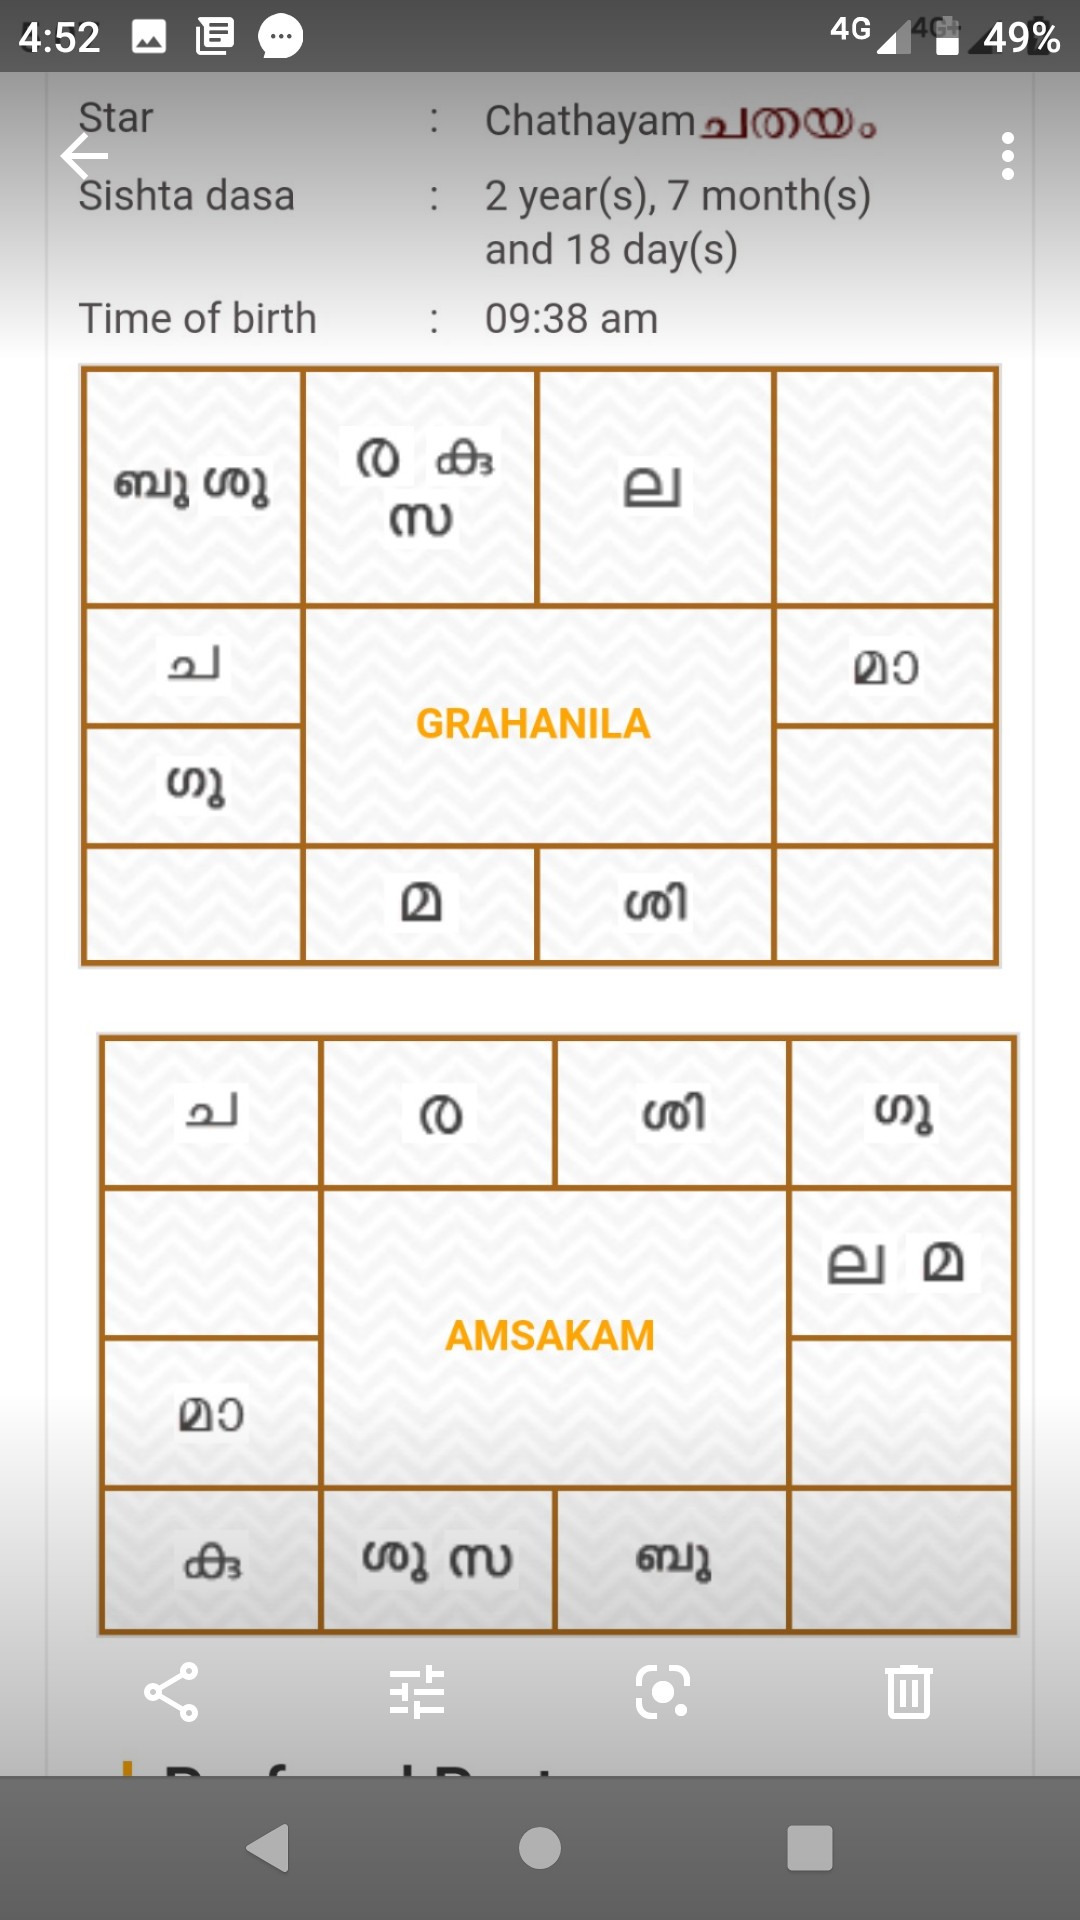 4:52 4G 4G+ 49%
Star : Chathayam ചതയം
Sishta dasa : 2 year(s), 7 month(s)
and 18 day(s)
Time of birth : 09:38 am
ബു ശു
ര കു
സ
ല
ച
മാ
GRAHANILA
ഗു
മ
ശി
ച
ര
ശി
ഗു
ല മ
AMSAKAM
മാ
കു
ശു സ
ബു